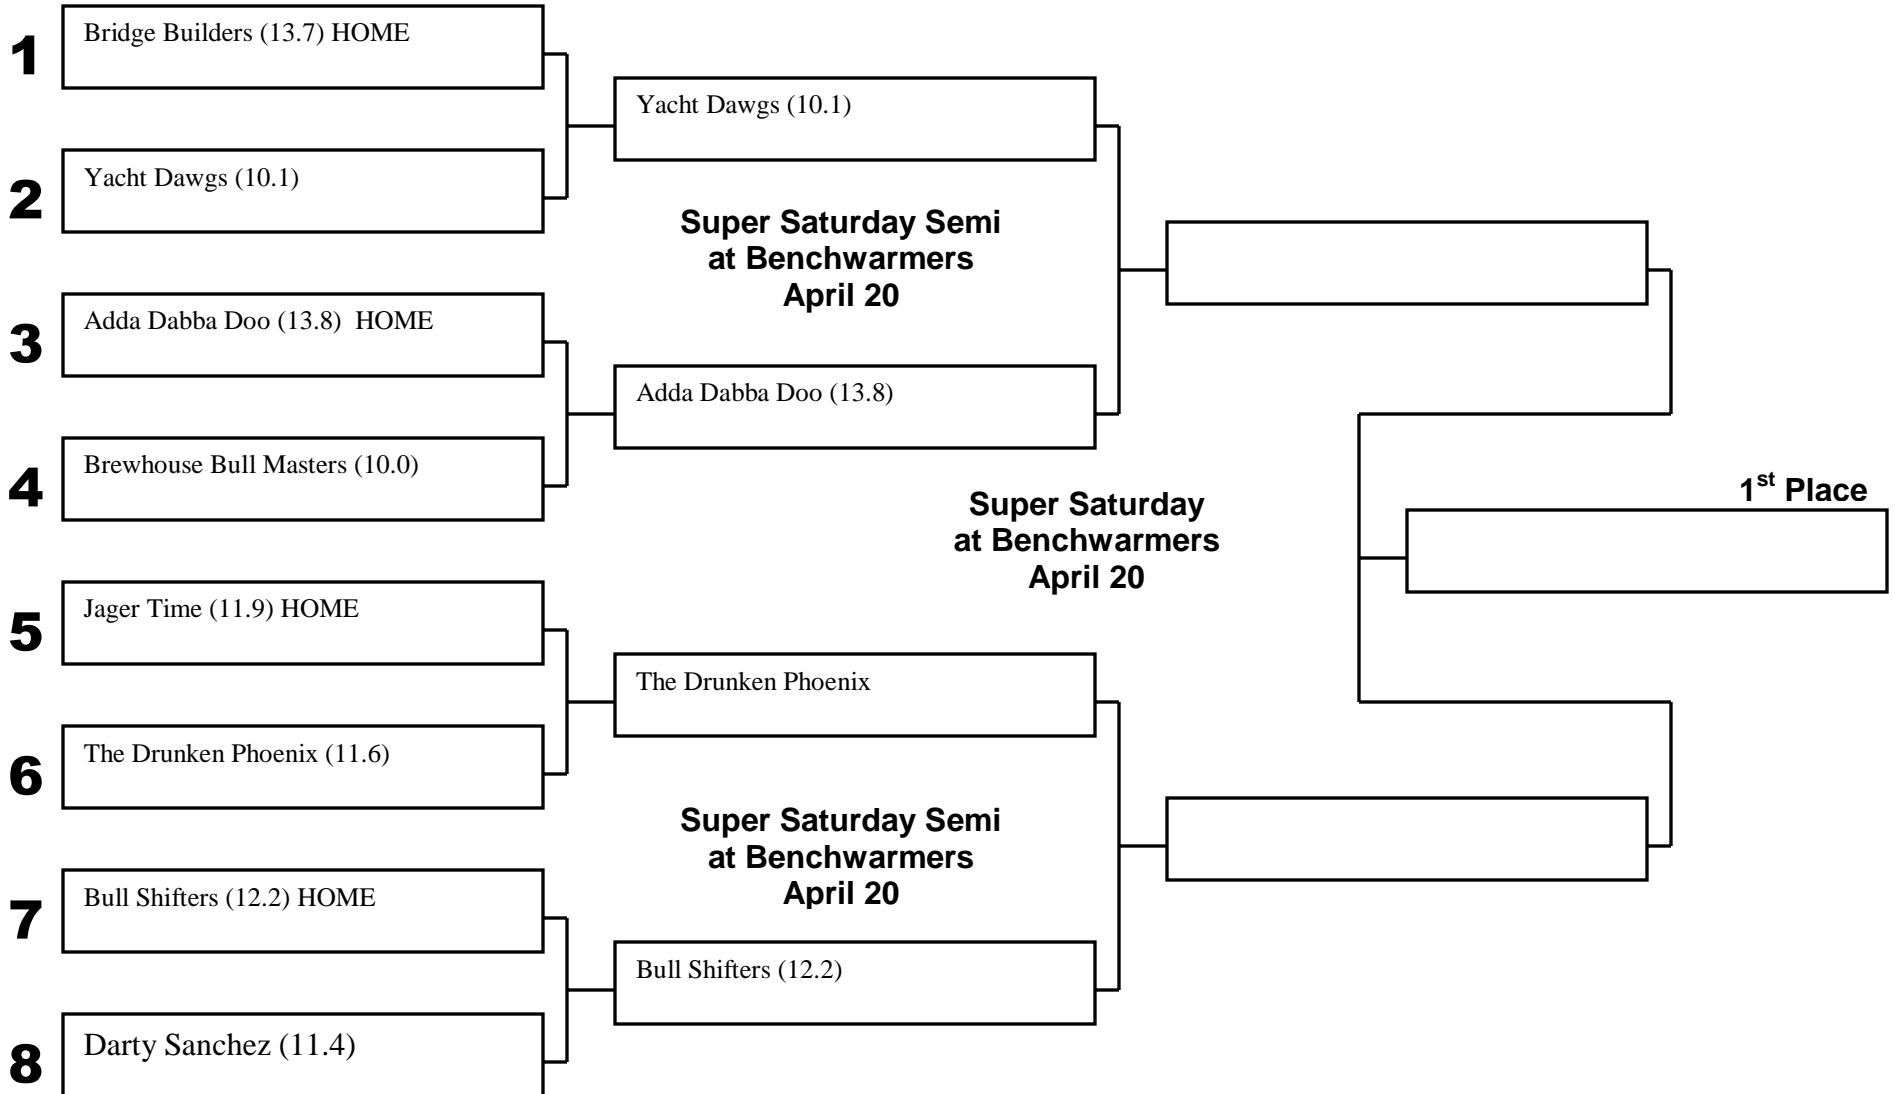 1
Bridge Builders (13.7) HOME
2
Yacht Dawgs (10.1)
3
Adda Dabba Doo (13.8)  HOME
4
Brewhouse Bull Masters (10.0)
5
Jager Time (11.9) HOME
6
The Drunken Phoenix (11.6)
7
Bull Shifters (12.2) HOME
8
Darty Sanchez (11.4)
Yacht Dawgs (10.1)
Super Saturday Semi
at Benchwarmers
April 20
Adda Dabba Doo (13.8)
Super Saturday
at Benchwarmers
April 20
The Drunken Phoenix
Super Saturday Semi
at Benchwarmers
April 20
Bull Shifters (12.2)
1st Place